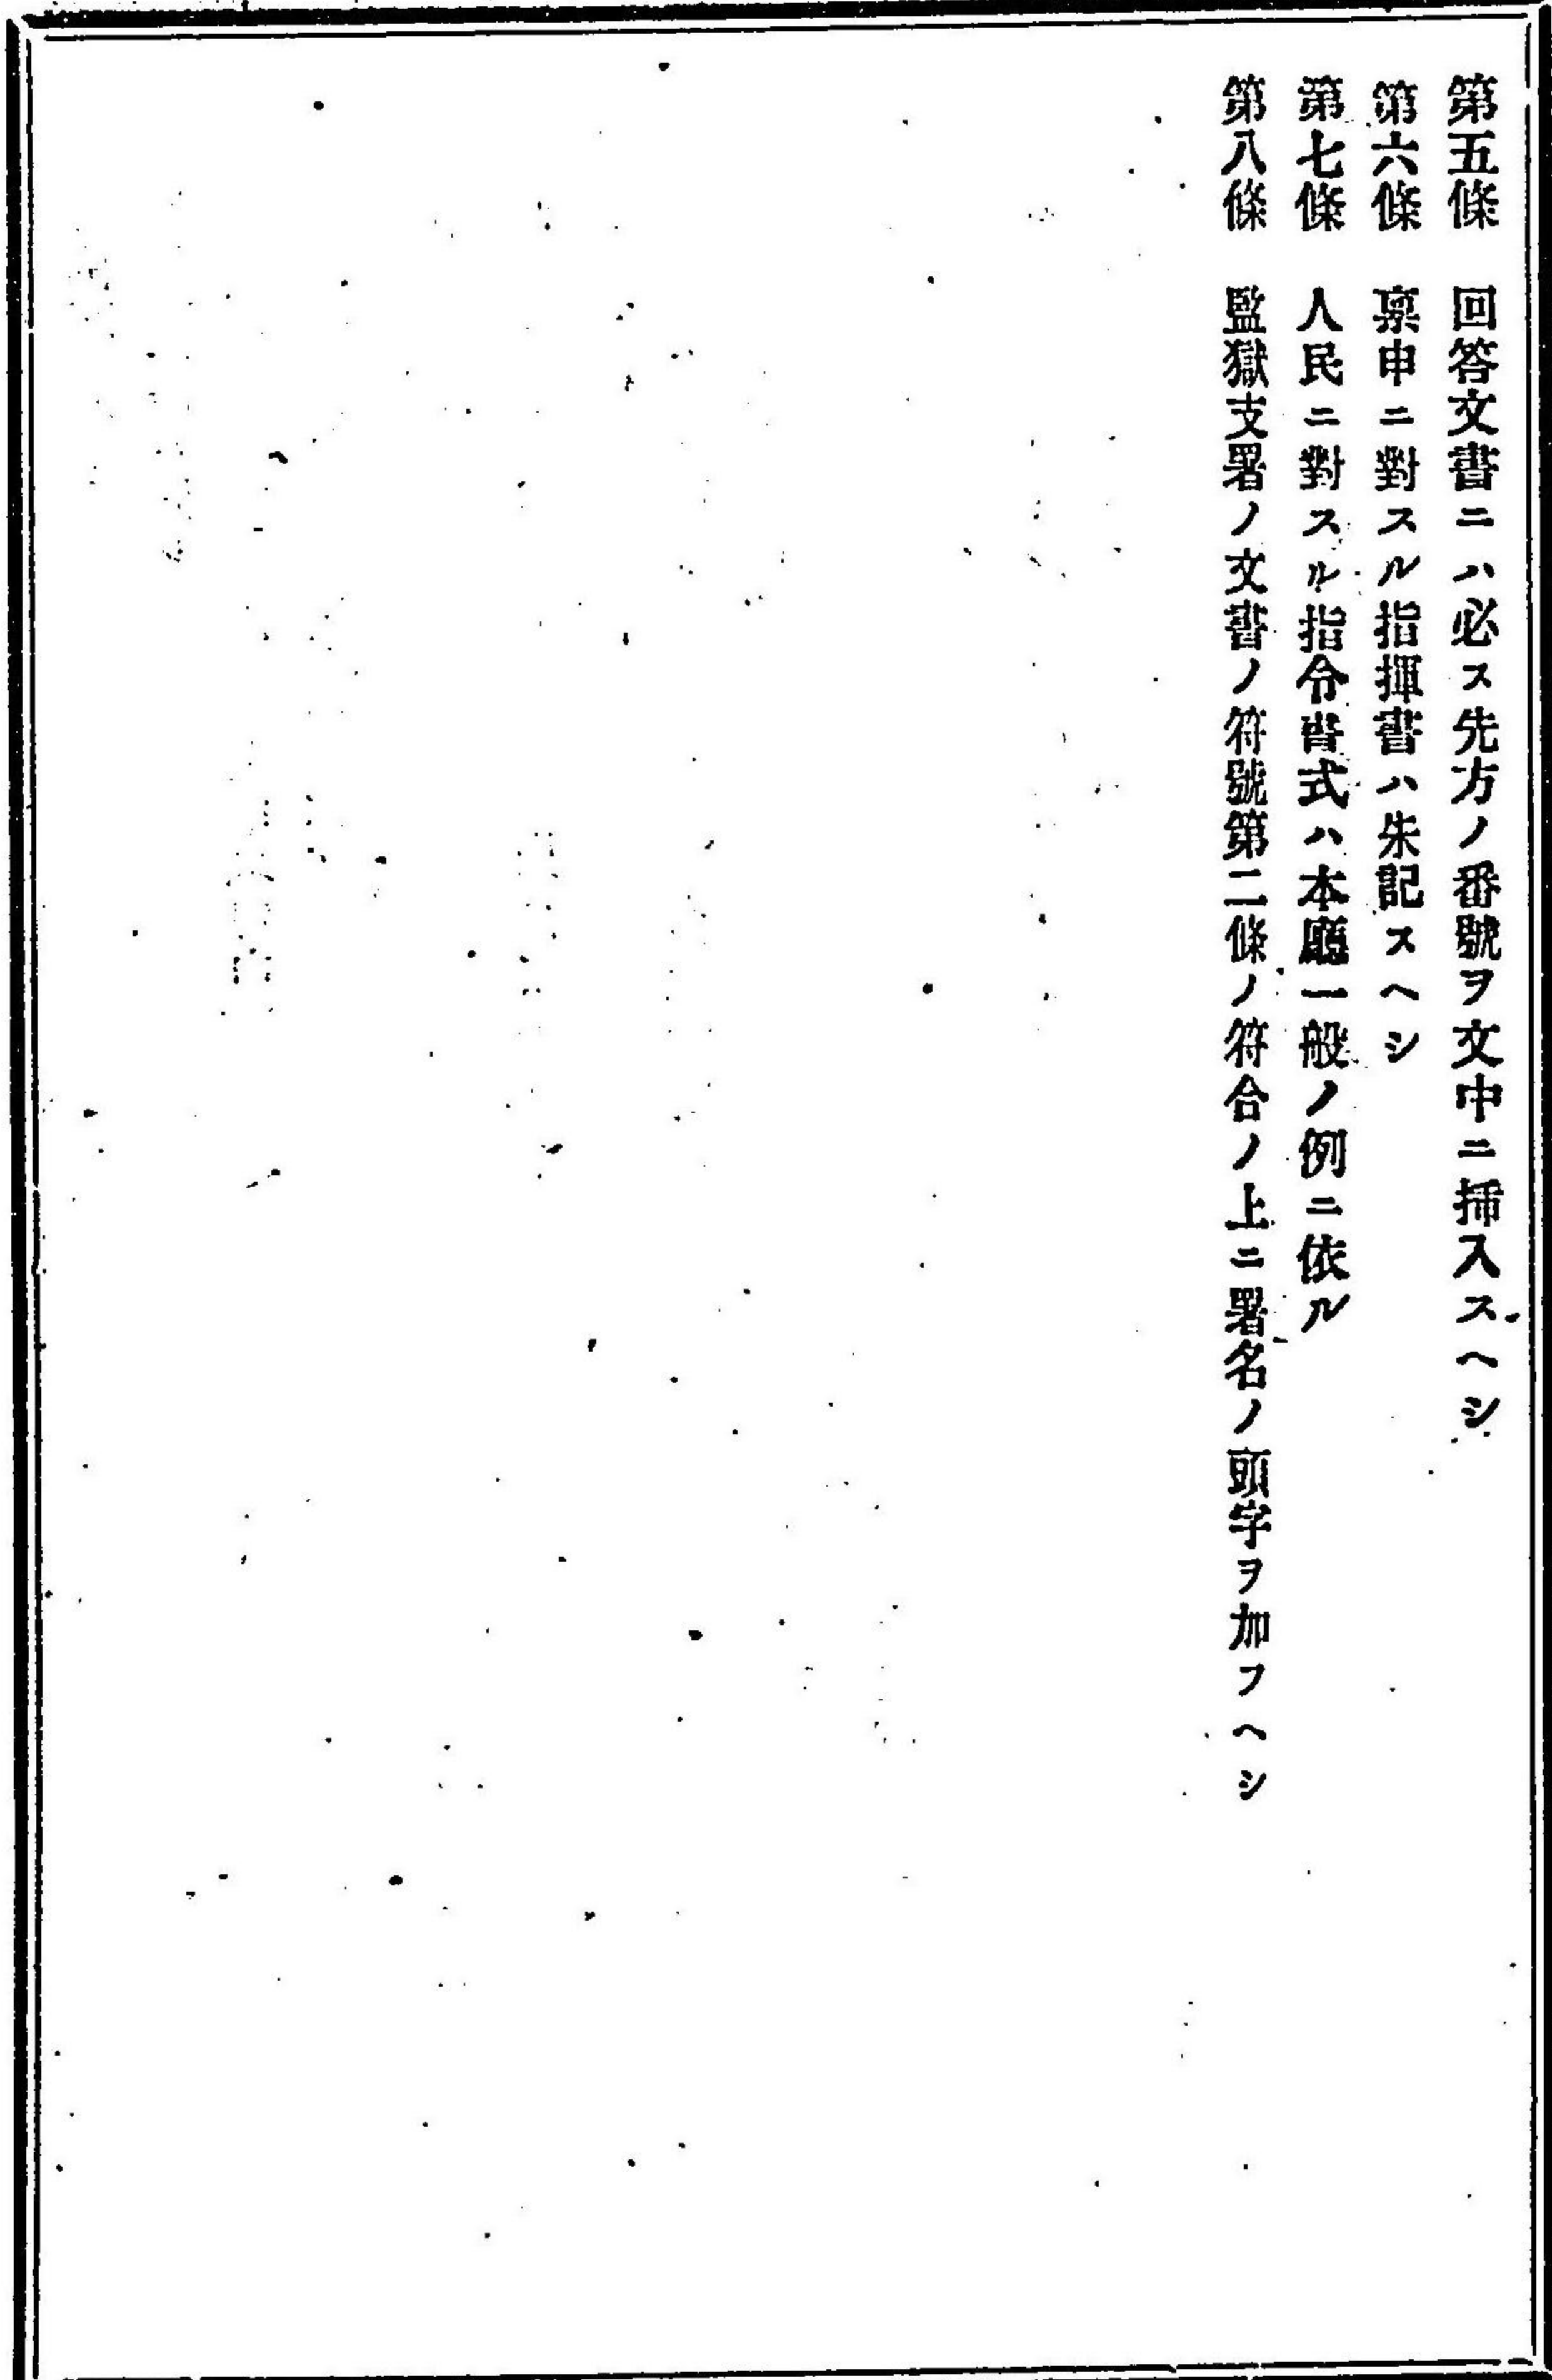 第五條 回答文書ニハ必ス先方ノ番號ヲ文中ニ挿入スヘシ
第六條 稟申ニ對スル指揮書ハ朱記スヘシ
第七條 人民ニ對スル指令書式ハ本廳一般ノ例ニ依ル
第八條 監獄支署ノ文書ノ符號第二條ノ符合ノ上ニ署名ノ頭字ヲ加フヘシ